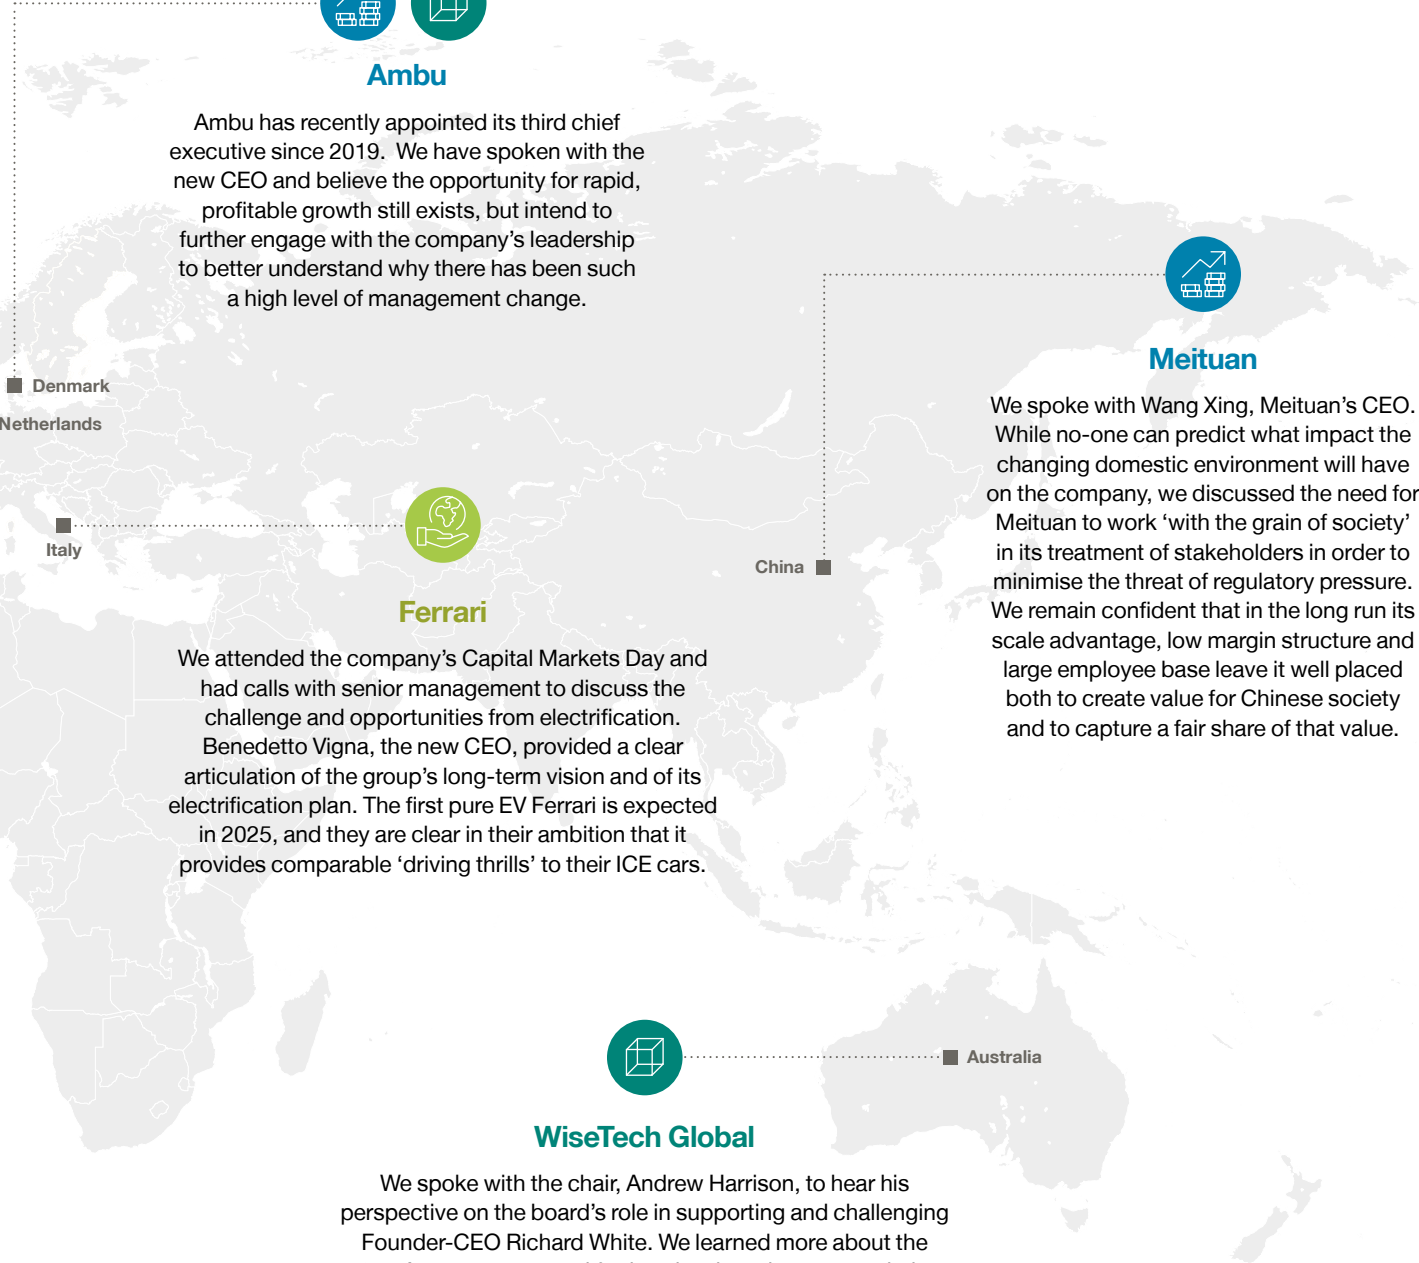 Ambu
Ambu has recently appointed its third chief
executive since 2019. We have spoken with the
new CEO and believe the opportunity for rapid,
profitable growth still exists, but intend to
further engage with the company’s leadership
to better understand why there has been such
a high level of management change.
Denmark
Netherlands
Italy
Ferrari
We attended the company’s Capital Markets Day and
had calls with senior management to discuss the
challenge and opportunities from electrification.
Benedetto Vigna, the new CEO, provided a clear
articulation of the group’s long-term vision and of its
electrification plan. The first pure EV Ferrari is expected
in 2025, and they are clear in their ambition that it
provides comparable ‘driving thrills’ to their ICE cars.
China
Meituan
We spoke with Wang Xing, Meituan’s CEO.
While no-one can predict what impact the
changing domestic environment will have
on the company, we discussed the need for
Meituan to work ‘with the grain of society’
in its treatment of stakeholders in order to
minimise the threat of regulatory pressure.
We remain confident that in the long run its
scale advantage, low margin structure and
large employee base leave it well placed
both to create value for Chinese society
and to capture a fair share of that value.
Australia
WiseTech Global
We spoke with the chair, Andrew Harrison, to hear his
perspective on the board’s role in supporting and challenging
Founder-CEO Richard White. We learned more about the